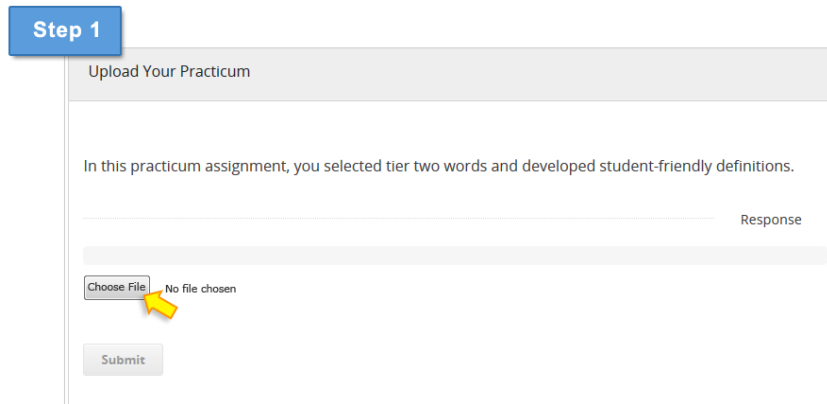 Step 1
Upload Your Practicum
In this practicum assignment, you selected tier two words and developed student-friendly definitions.
Response
Choose File No file chosen
Submit